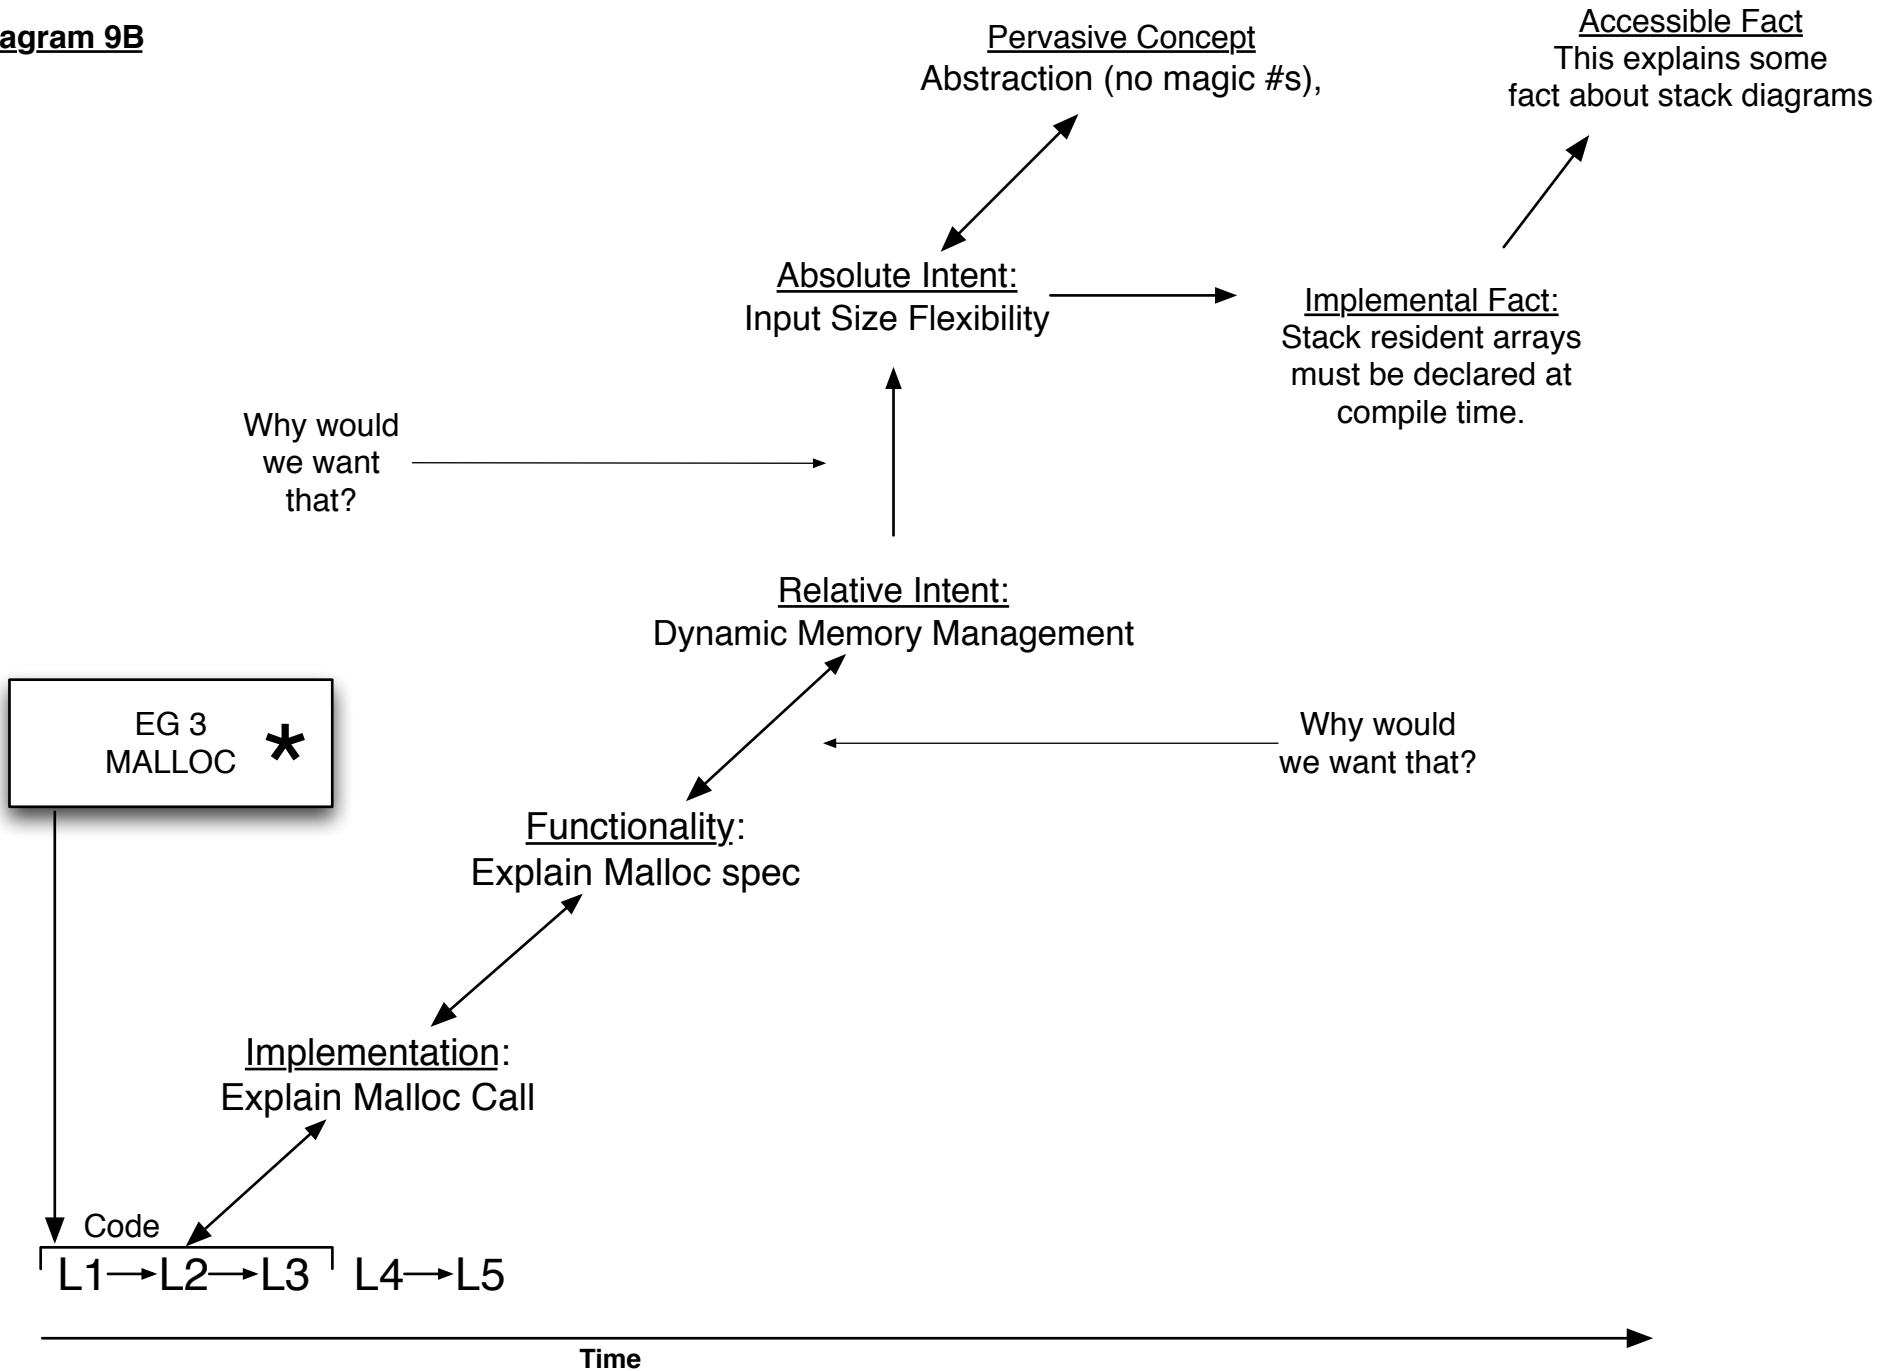 agram 9B
Pervasive Concept
Abstraction (no magic #s),
Accessible Fact
This explains some
fact about stack diagrams
Absolute Intent:
Input Size Flexibility
Implemental Fact:
Stack resident arrays
must be declared at
compile time.
Why would
we want
that?
Relative Intent:
Dynamic Memory Management
EG 3
MALLOC *
Why would
we want that?
Functionality:
Explain Malloc spec
Implementation:
Explain Malloc Call
Code
L1 L2 L3 L4 L5
Time